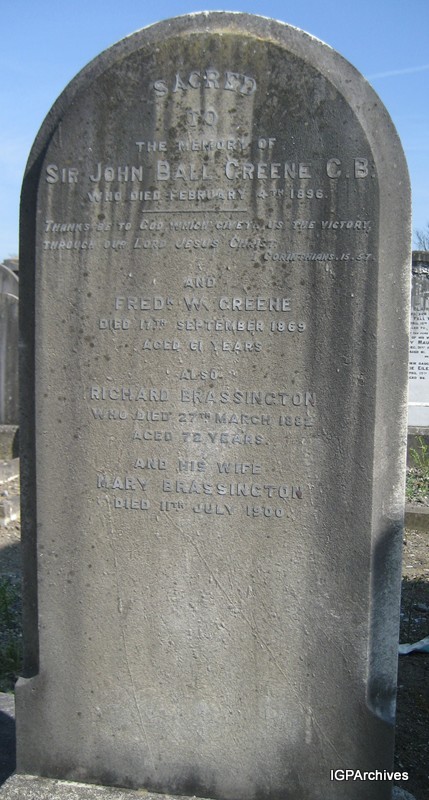 SACRED
TO
THE MEMORY OF
SIR JOHN BALL GREENE C.B.
WHO DIED FEBRUARY 4TH 1896.
THANKS BE TO GOD, WHICH GIVETH US THE VICTORY,
THROUGH OUR LORD JESUS CHRIST.
I CORINTHIANS. 15. 57.
AND
FREDK W. GREENE
DIED 17TH SEPTEMBER 1869
AGED 61 YEARS
ALSO
RICHARD BRASSINGTON
WHO DIED 27TH MARCH 1882
AGED 72 YEARS.
AND HIS WIFE
MARY BRASSINGTON
DIED 11TH JULY 1900.
IGPArchives